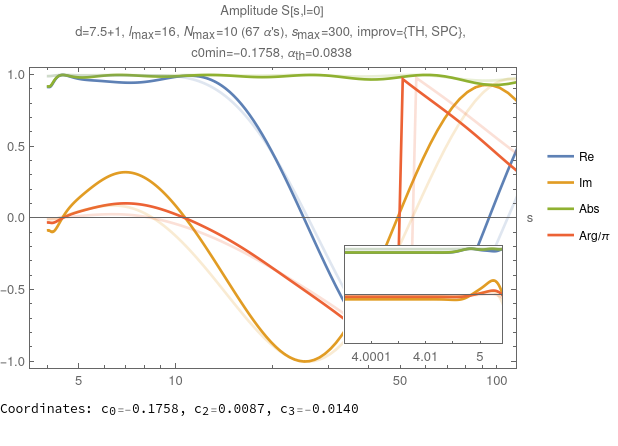 Amplitude S[s,l=0]
d=7.5+1, lmax=16, Nmax=10 (67 α's), smax=300, improv={TH, SPC},
c0min=−0.1758, αth=0.0838
1.0
0.5
0.0
−0.5
−1.0
s
Re
Im
Abs
Arg/π
4.0001 4.01 5
5 10 50 100
Coordinates: c0=-0.1758, c2=0.0087, c3=-0.0140